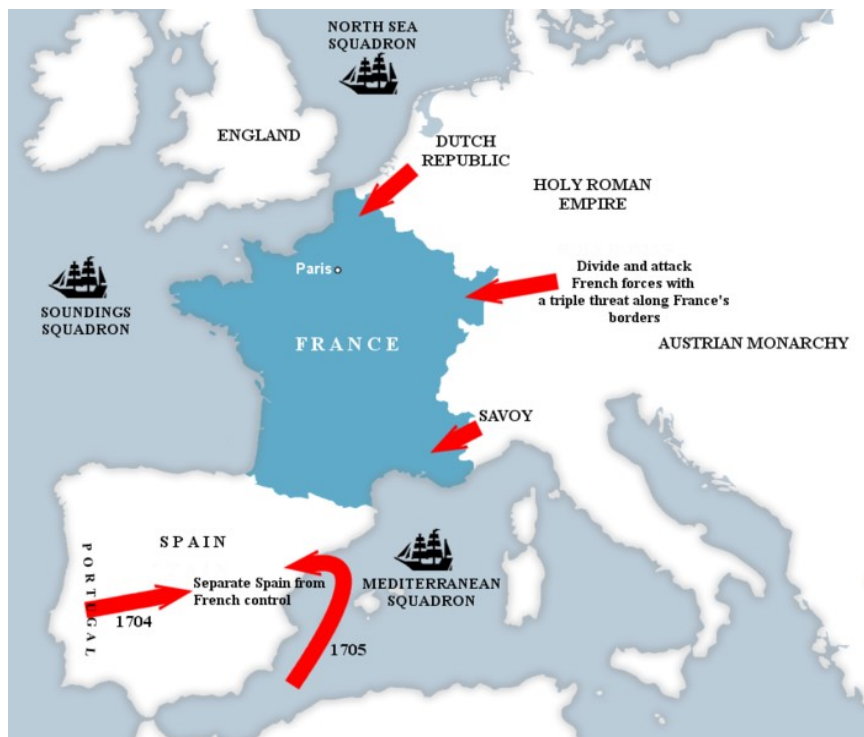 NORTH SEA
SQUADRON
ENGLAND
DUTCH
REPUBLIC
HOLY ROMAN
EMPIRE
Paris
Divide and attack
French forces with
a triple threat along France's
borders
SOUNDINGS
SQUADRON
FRANCE
AUSTRIAN MONARCHY
SAVOY
SPAIN
PORTUGAL
Separate Spain from
French control
MEDITERRANEAN
SQUADRON
1704
1705